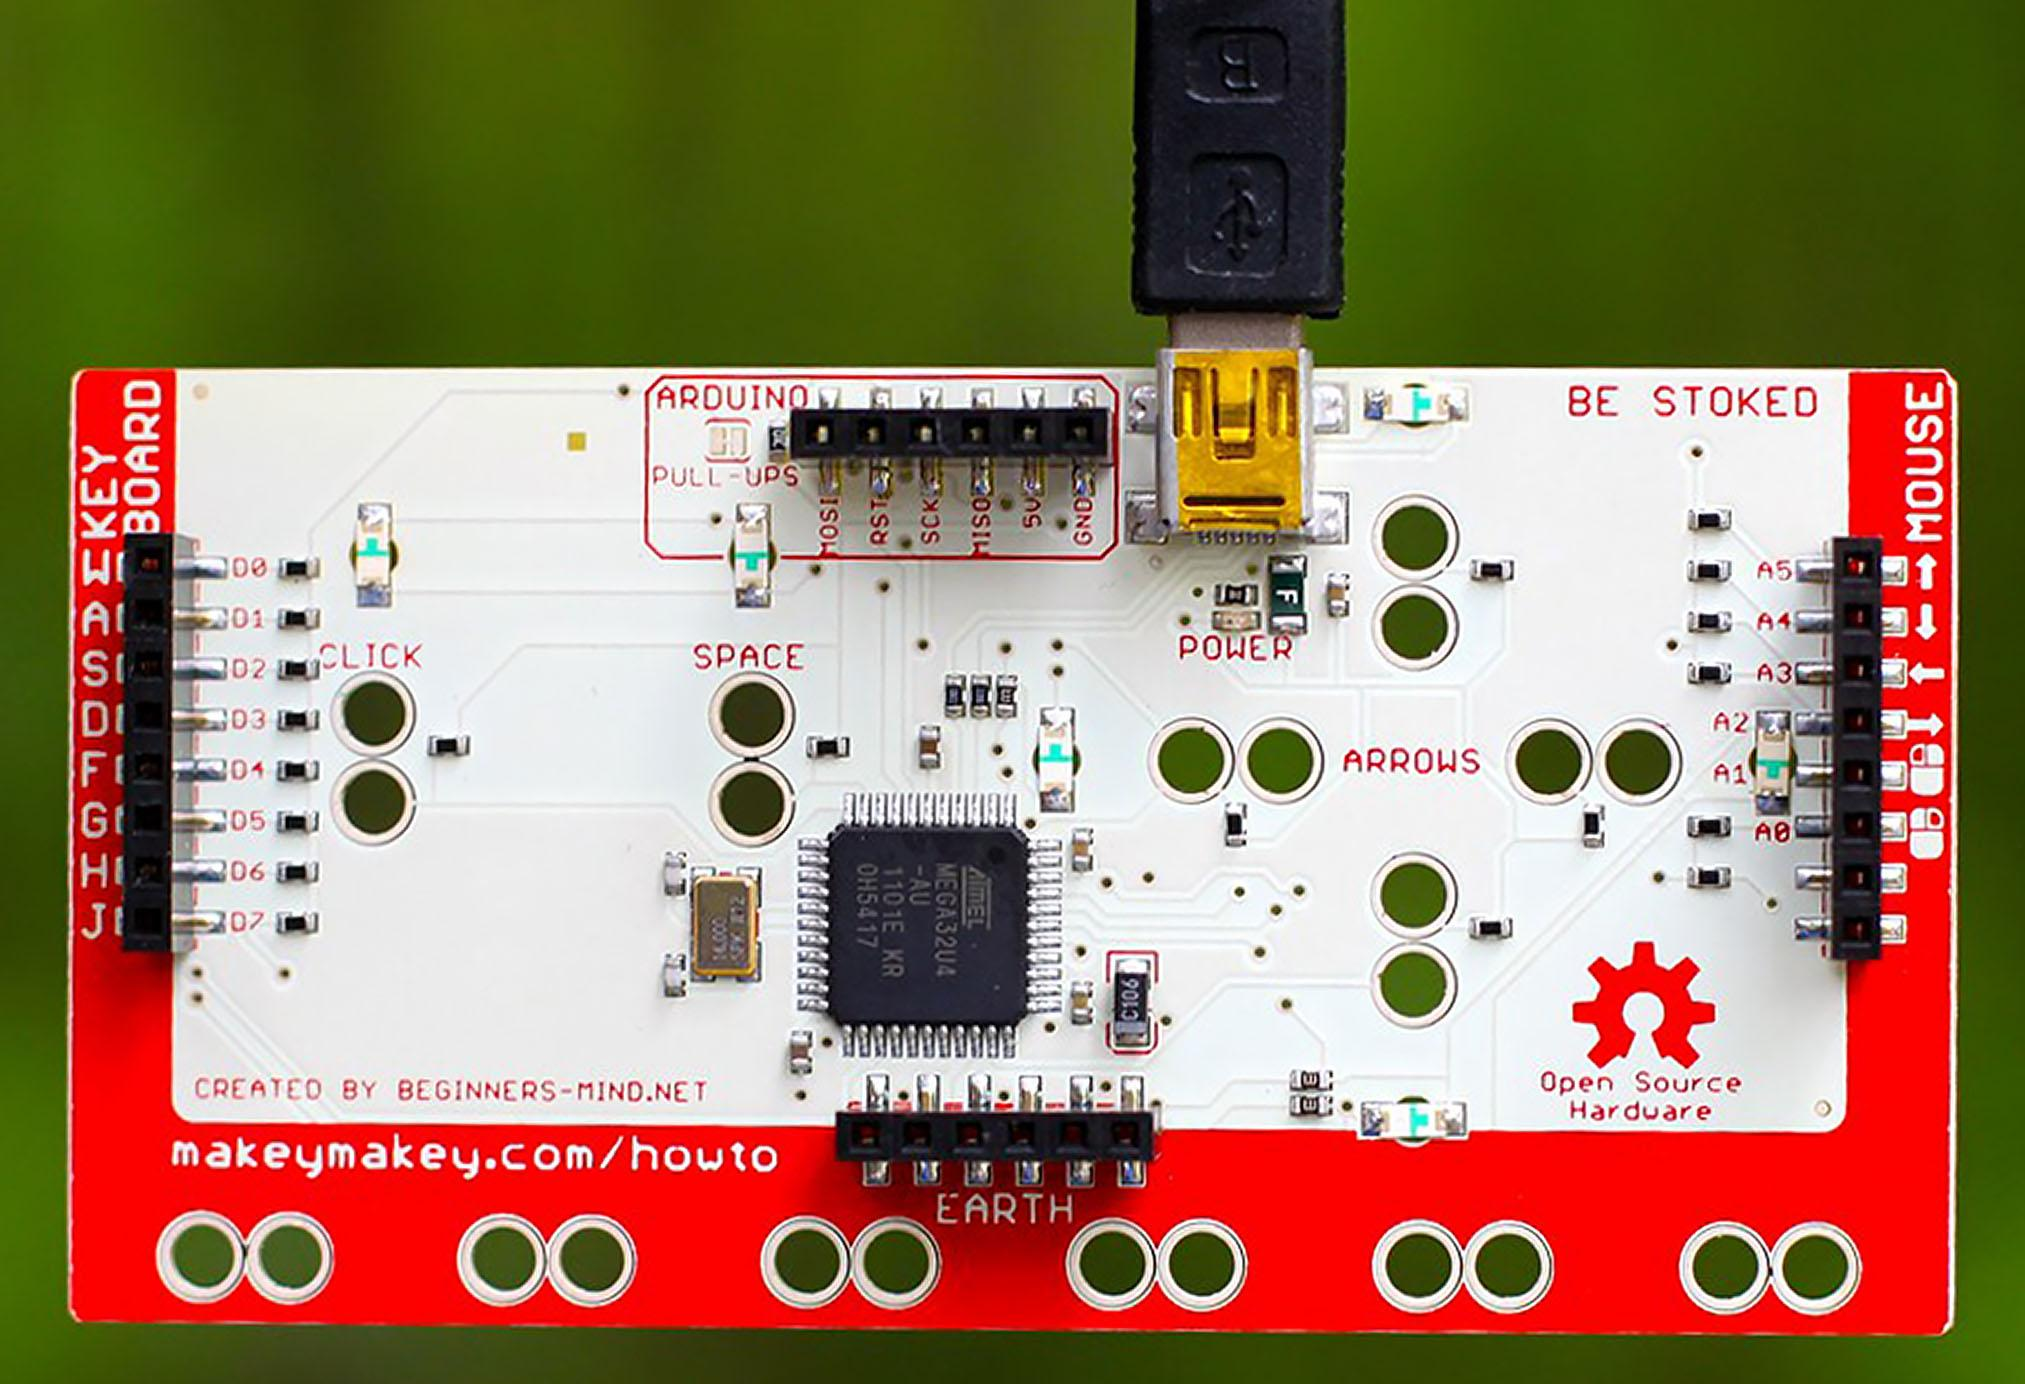 B
KEY
BOARD
ARDUINO
PULL-UPS
MOSI
RST
SCK
MISO
5V
GND
BE STOKED
MOUSE
W D0
A D1
S D2
D D3
F D4
G D5
H D6
J D7
CLICK
SPACE
F
POWER
ARROWS
A5
A4
A3
A2
A1
A0
ATMEL
MEGA32U4
-AU
1101E KR
0H5417
C106
Open Source
Hardware
CREATED BY BEGINNERS-MIND.NET
makeymakey.com/howto
EARTH